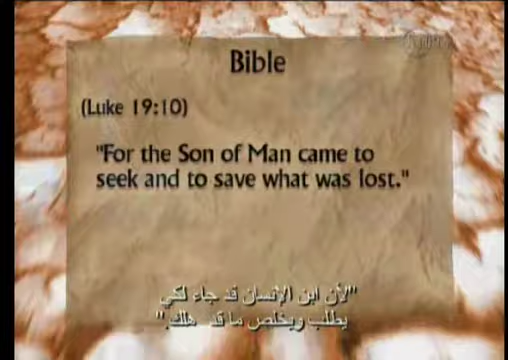 Bible
(Luke 19:10)
"For the Son of Man came to
seek and to save what was lost."
"لأن ابن الإنسان قد جاء لكي
يطلب ويخلص ما قد هلك."